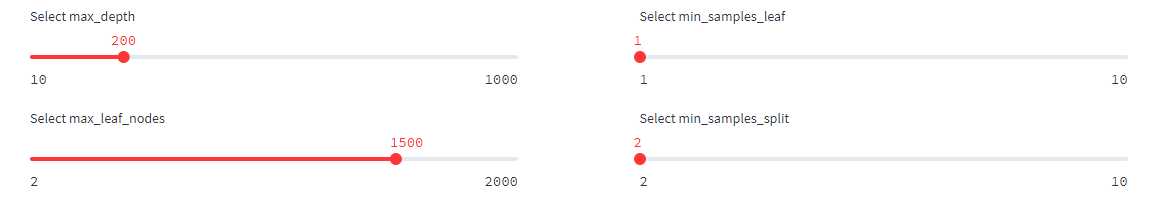 Select max_depth
200
10 1000
Select max_leaf_nodes
1500
2 2000
Select min_samples_leaf
1
1 10
Select min_samples_split
2
2 10